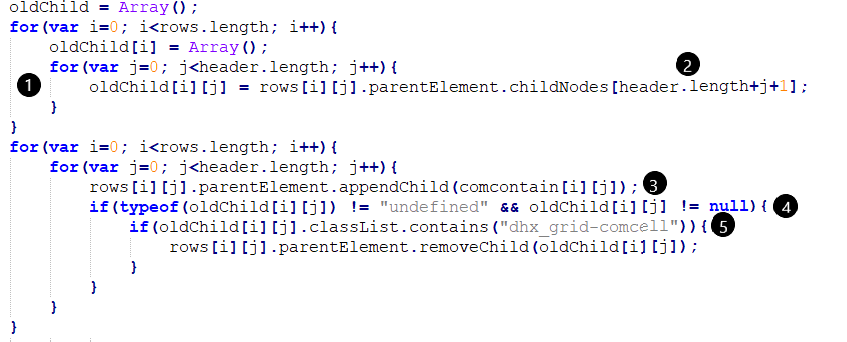 oldChild = Array();
for(var i=0; i<rows.length; i++){
oldChild[i] = Array();
for(var j=0; j<header.length; j++){ 2
1 oldChild[i][j] = rows[i][j].parentElement.childNodes[header.length+j+1];
}
}
for(var i=0; i<rows.length; i++){
for(var j=0; j<header.length; j++){
rows[i][j].parentElement.appendChild(comcontain[i][j]); 3
if(typeof(oldChild[i][j]) != "undefined" && oldChild[i][j] != null){ 4
if(oldChild[i][j].classList.contains("dhx_grid-comcell")){ 5
rows[i][j].parentElement.removeChild(oldChild[i][j]);
}
}
}
}